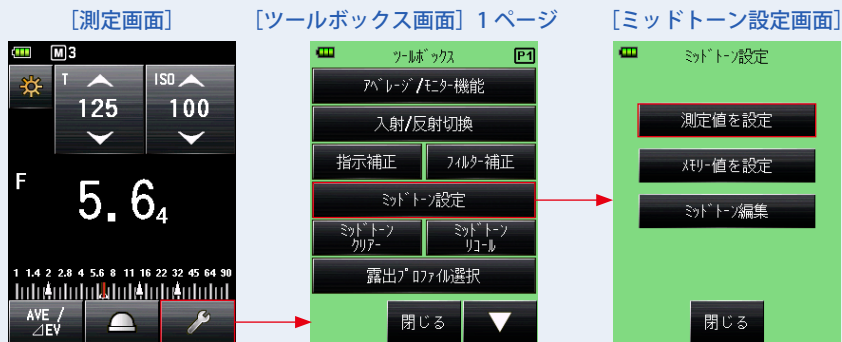 [測定画面]
M 3
T
125
ISO
100
F
5.6 4
1 1.4 2 2.8 4 5.6 8 11 16 22 32 45 64 90
AVE /
⊿EV
[ツールボックス画面] 1 ページ
ﾂｰﾙﾎﾞｯｸｽ
P1
ｱﾍﾞﾚｰｼﾞ/ﾓﾆﾀｰ機能
入射/反射切換
指示補正
ﾌｨﾙﾀｰ補正
ﾐｯﾄﾞﾄｰﾝ設定
ﾐｯﾄﾞﾄｰﾝ
ｸﾘｱｰ
ﾐｯﾄﾞﾄｰﾝ
ﾘｺｰﾙ
露出ﾌﾟﾛﾌｧｲﾙ選択
閉じる
[ミッドトーン設定画面]
ﾐｯﾄﾞﾄｰﾝ設定
測定値を設定
ﾒﾓﾘｰ値を設定
ﾐｯﾄﾞﾄｰﾝ編集
閉じる